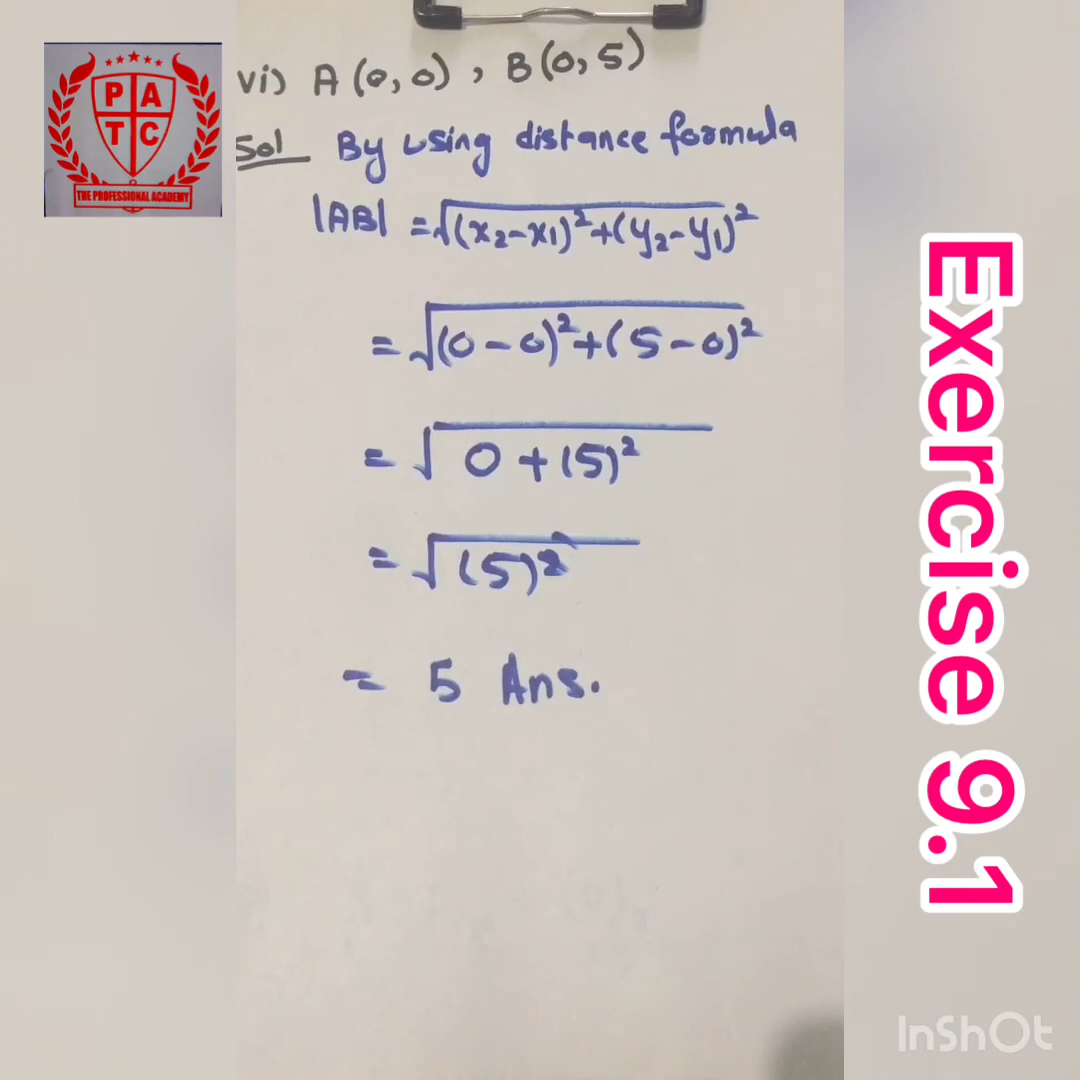 P A
T C
THE PROFESSIONAL ACADEMY
vi) A (0, 0) , B (0, 5)
Sol By using distance formula
|AB| = √(x₂-x₁)²+(y₂-y₁)²
= √(0-0)²+(5-0)²
= √0+(5)²
= √(5)²
= 5 Ans.
Exercise 9.1
InShOt